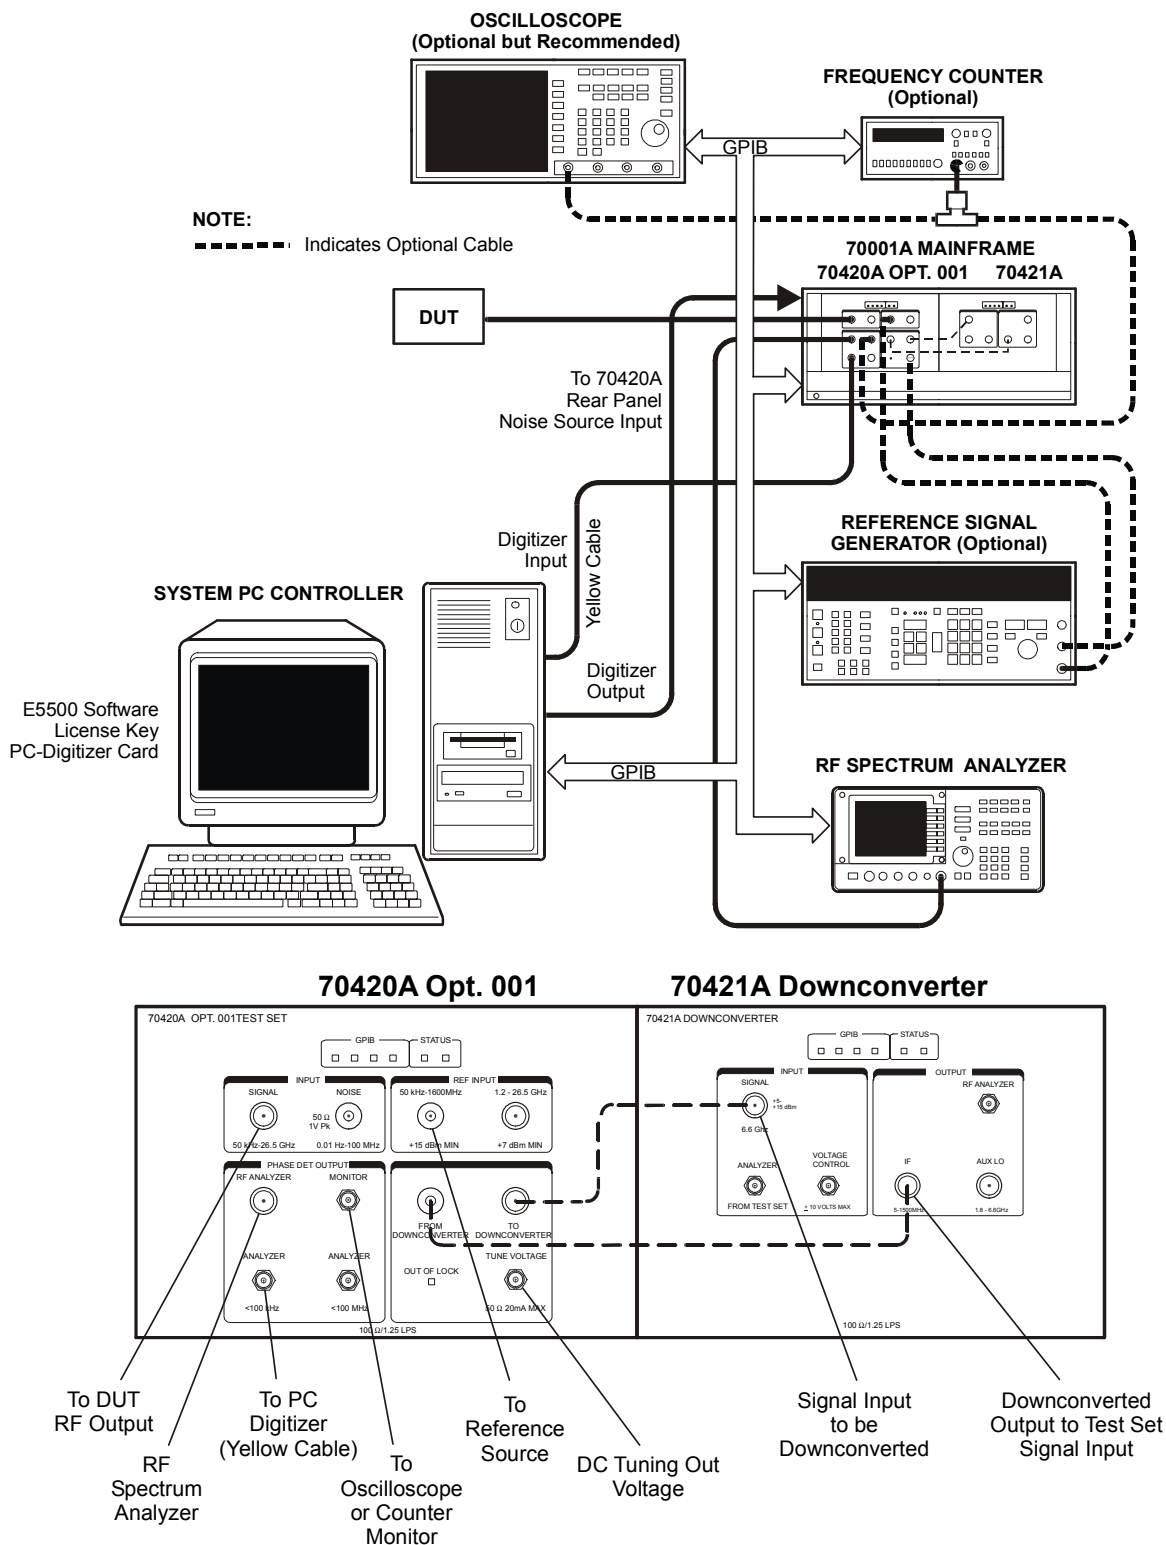 OSCILLOSCOPE
(Optional but Recommended)
FREQUENCY COUNTER
(Optional)
GPIB
NOTE:
Indicates Optional Cable
70001A MAINFRAME
70420A OPT. 001 70421A
DUT
To 70420A
Rear Panel
Noise Source Input
Digitizer
Input
Yellow Cable
REFERENCE SIGNAL
GENERATOR (Optional)
SYSTEM PC CONTROLLER
Digitizer
Output
E5500 Software
License Key
PC-Digitizer Card
GPIB
RF SPECTRUM ANALYZER
70420A Opt. 001
70421A Downconverter
70420A OPT. 001TEST SET
GPIB
STATUS
INPUT
SIGNAL
NOISE
50 Ω
1V Pk
50 kHz-26.5 GHz
0.01 Hz-100 MHz
REF INPUT
50 kHz-1600MHz
1.2 - 26.5 GHz
+15 dBm MIN
+7 dBm MIN
PHASE DET OUTPUT
RF ANALYZER
MONITOR
ANALYZER
ANALYZER
<100 kHz
<100 MHz
FROM
DOWNCONVERTER
TO
DOWNCONVERTER
OUT OF LOCK
TUNE VOLTAGE
50 Ω 20mA MAX
100 Ω/1.25 LPS
70421A DOWNCONVERTER
GPIB
STATUS
INPUT
SIGNAL
+5-
+15 dBm
6.6 Ghz
ANALYZER
VOLTAGE
CONTROL
FROM TEST SET
± 10 VOLTS MAX
OUTPUT
RF ANALYZER
IF
AUX LO
5-1500MHz
1.8 - 6.6GHz
100 Ω/1.25 LPS
To DUT
RF Output
RF
Spectrum
Analyzer
To PC
Digitizer
(Yellow Cable)
To
Oscilloscope
or Counter
Monitor
To
Reference
Source
DC Tuning Out
Voltage
Signal Input
to be
Downconverted
Downconverted
Output to Test Set
Signal Input